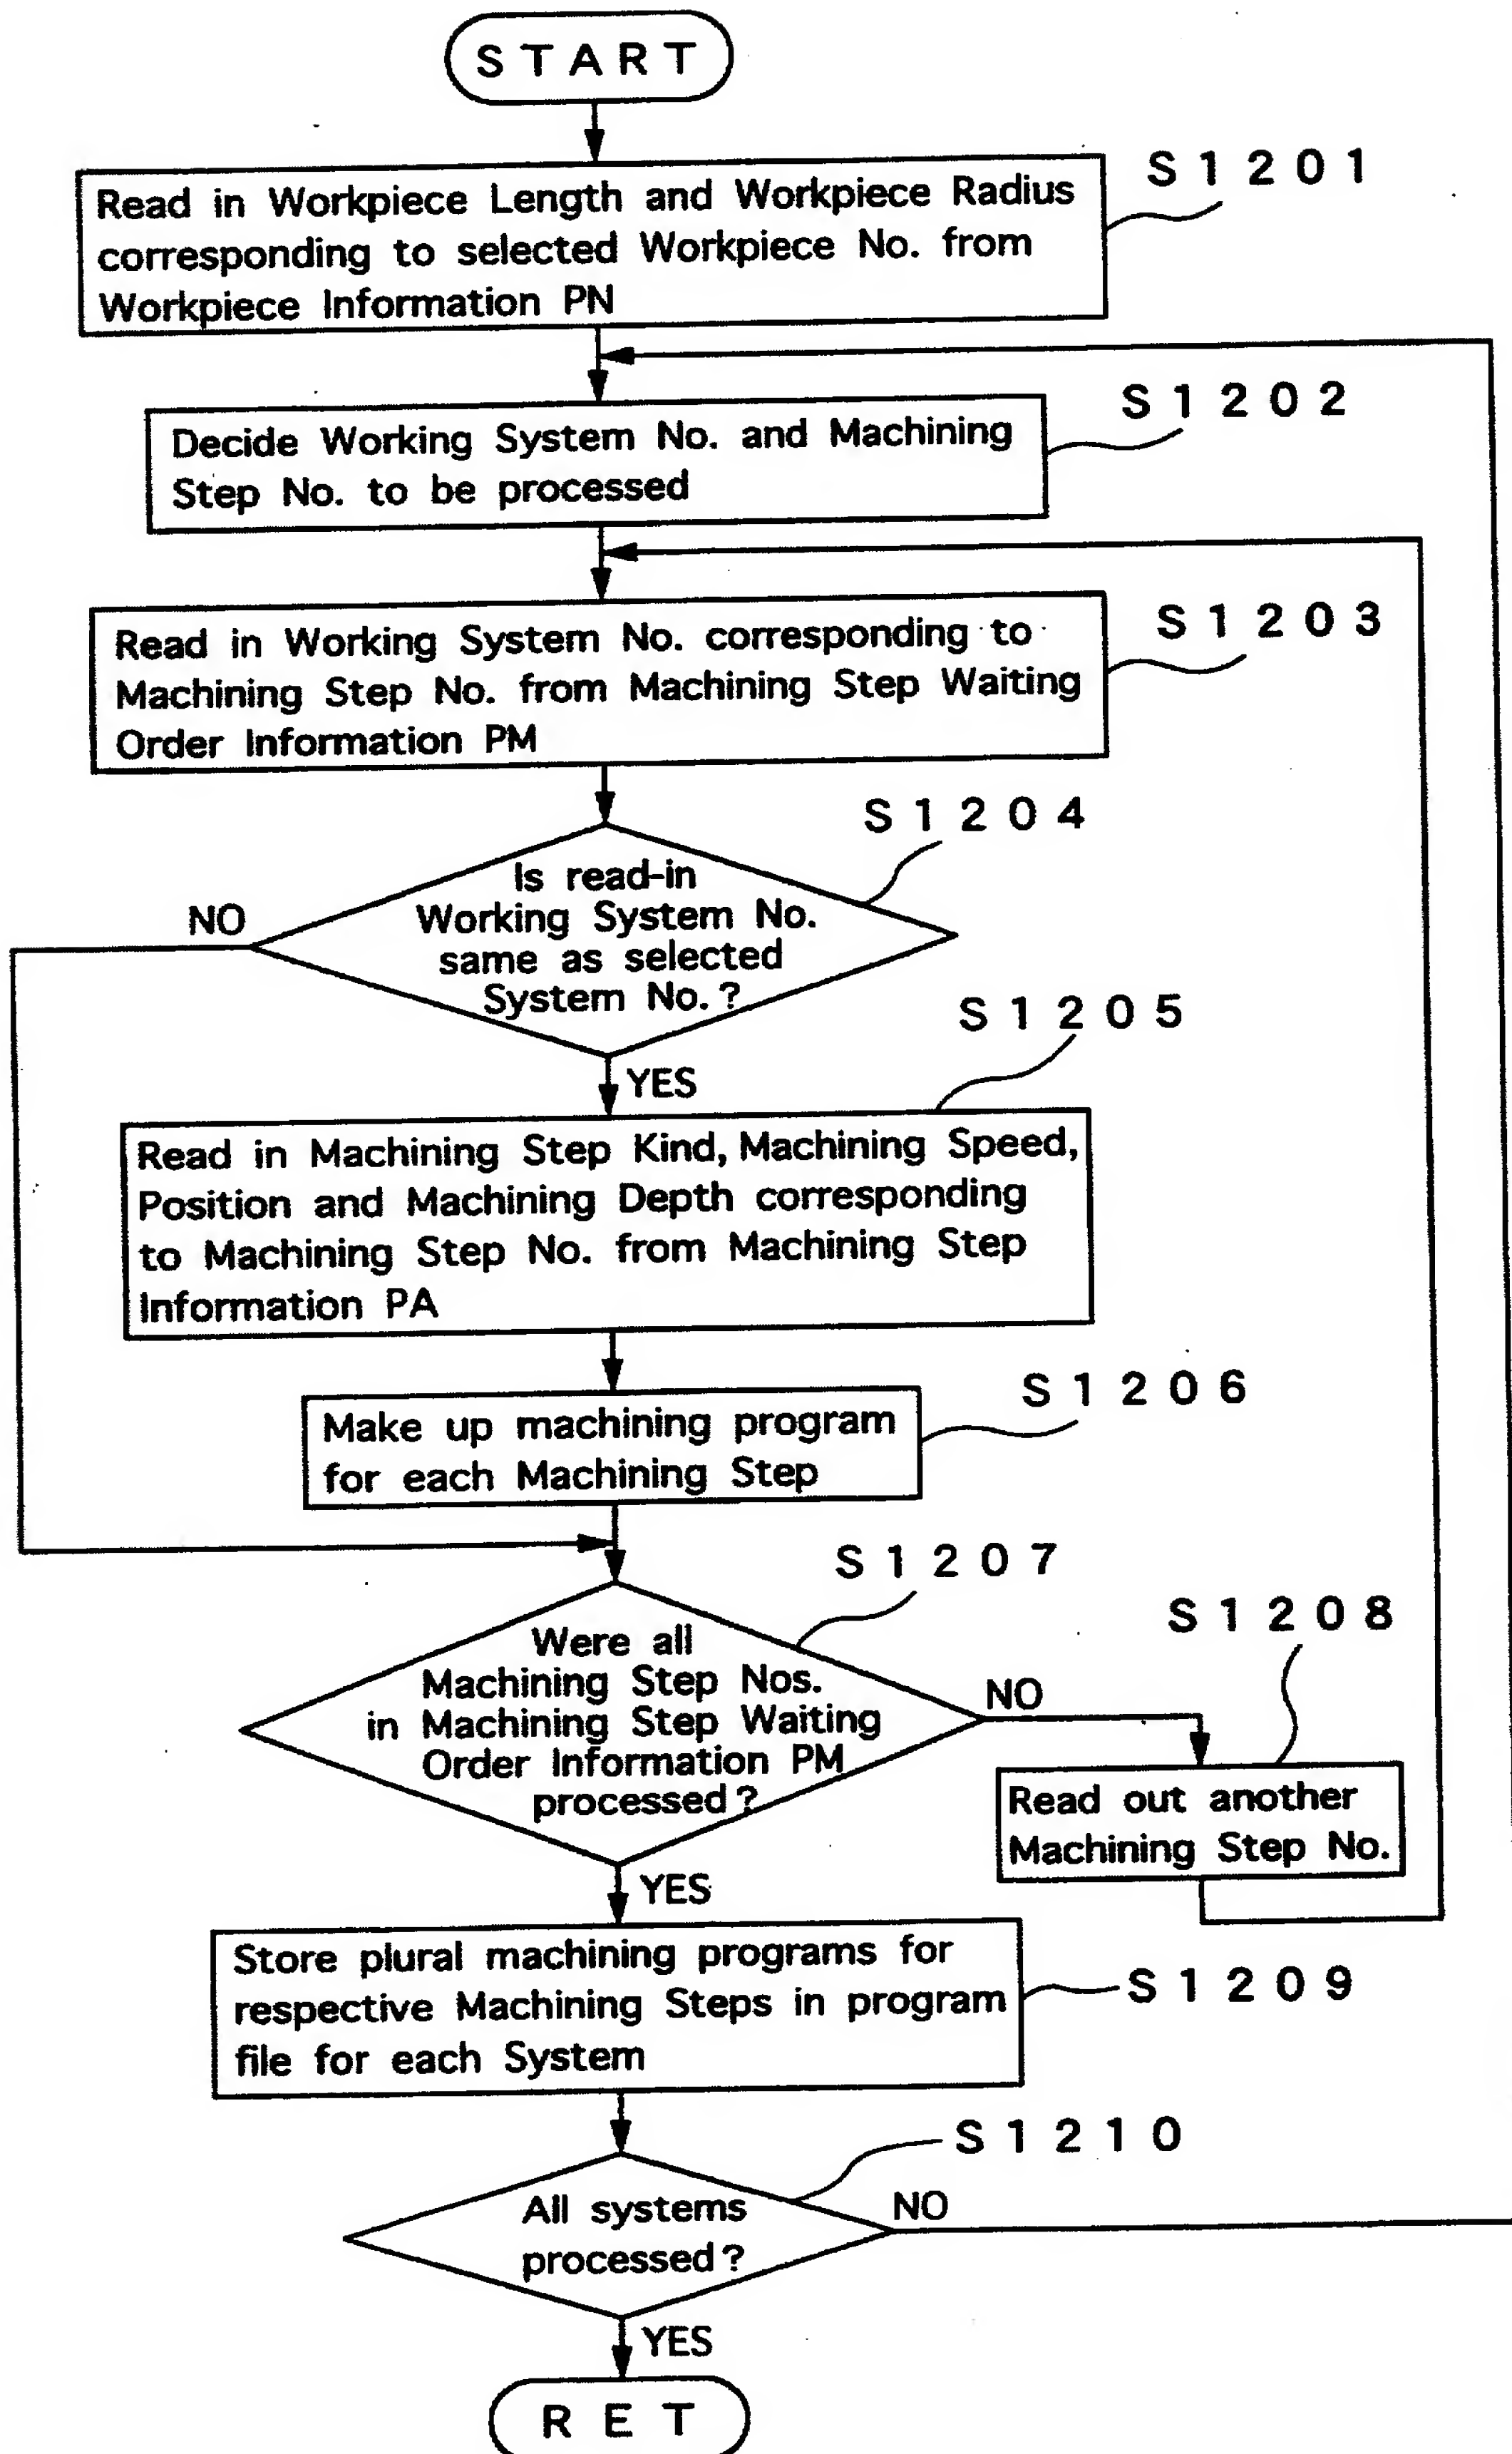 START
S1201
Read in Workpiece Length and Workpiece Radius
corresponding to selected Workpiece No. from
Workpiece Information PN
S1202
Decide Working System No. and Machining
Step No. to be processed
S1203
Read in Working System No. corresponding to
Machining Step No. from Machining Step Waiting
Order Information PM
S1204
Is read-in
Working System No.
same as selected
System No.?
NO
YES
S1205
Read in Machining Step Kind, Machining Speed,
Position and Machining Depth corresponding
to Machining Step No. from Machining Step
Information PA
S1206
Make up machining program
for each Machining Step
S1207
Were all
Machining Step Nos.
in Machining Step Waiting
Order Information PM
processed?
NO
S1208
Read out another
Machining Step No.
YES
Store plural machining programs for
respective Machining Steps in program
file for each System
S1209
S1210
All systems
processed?
NO
YES
RET